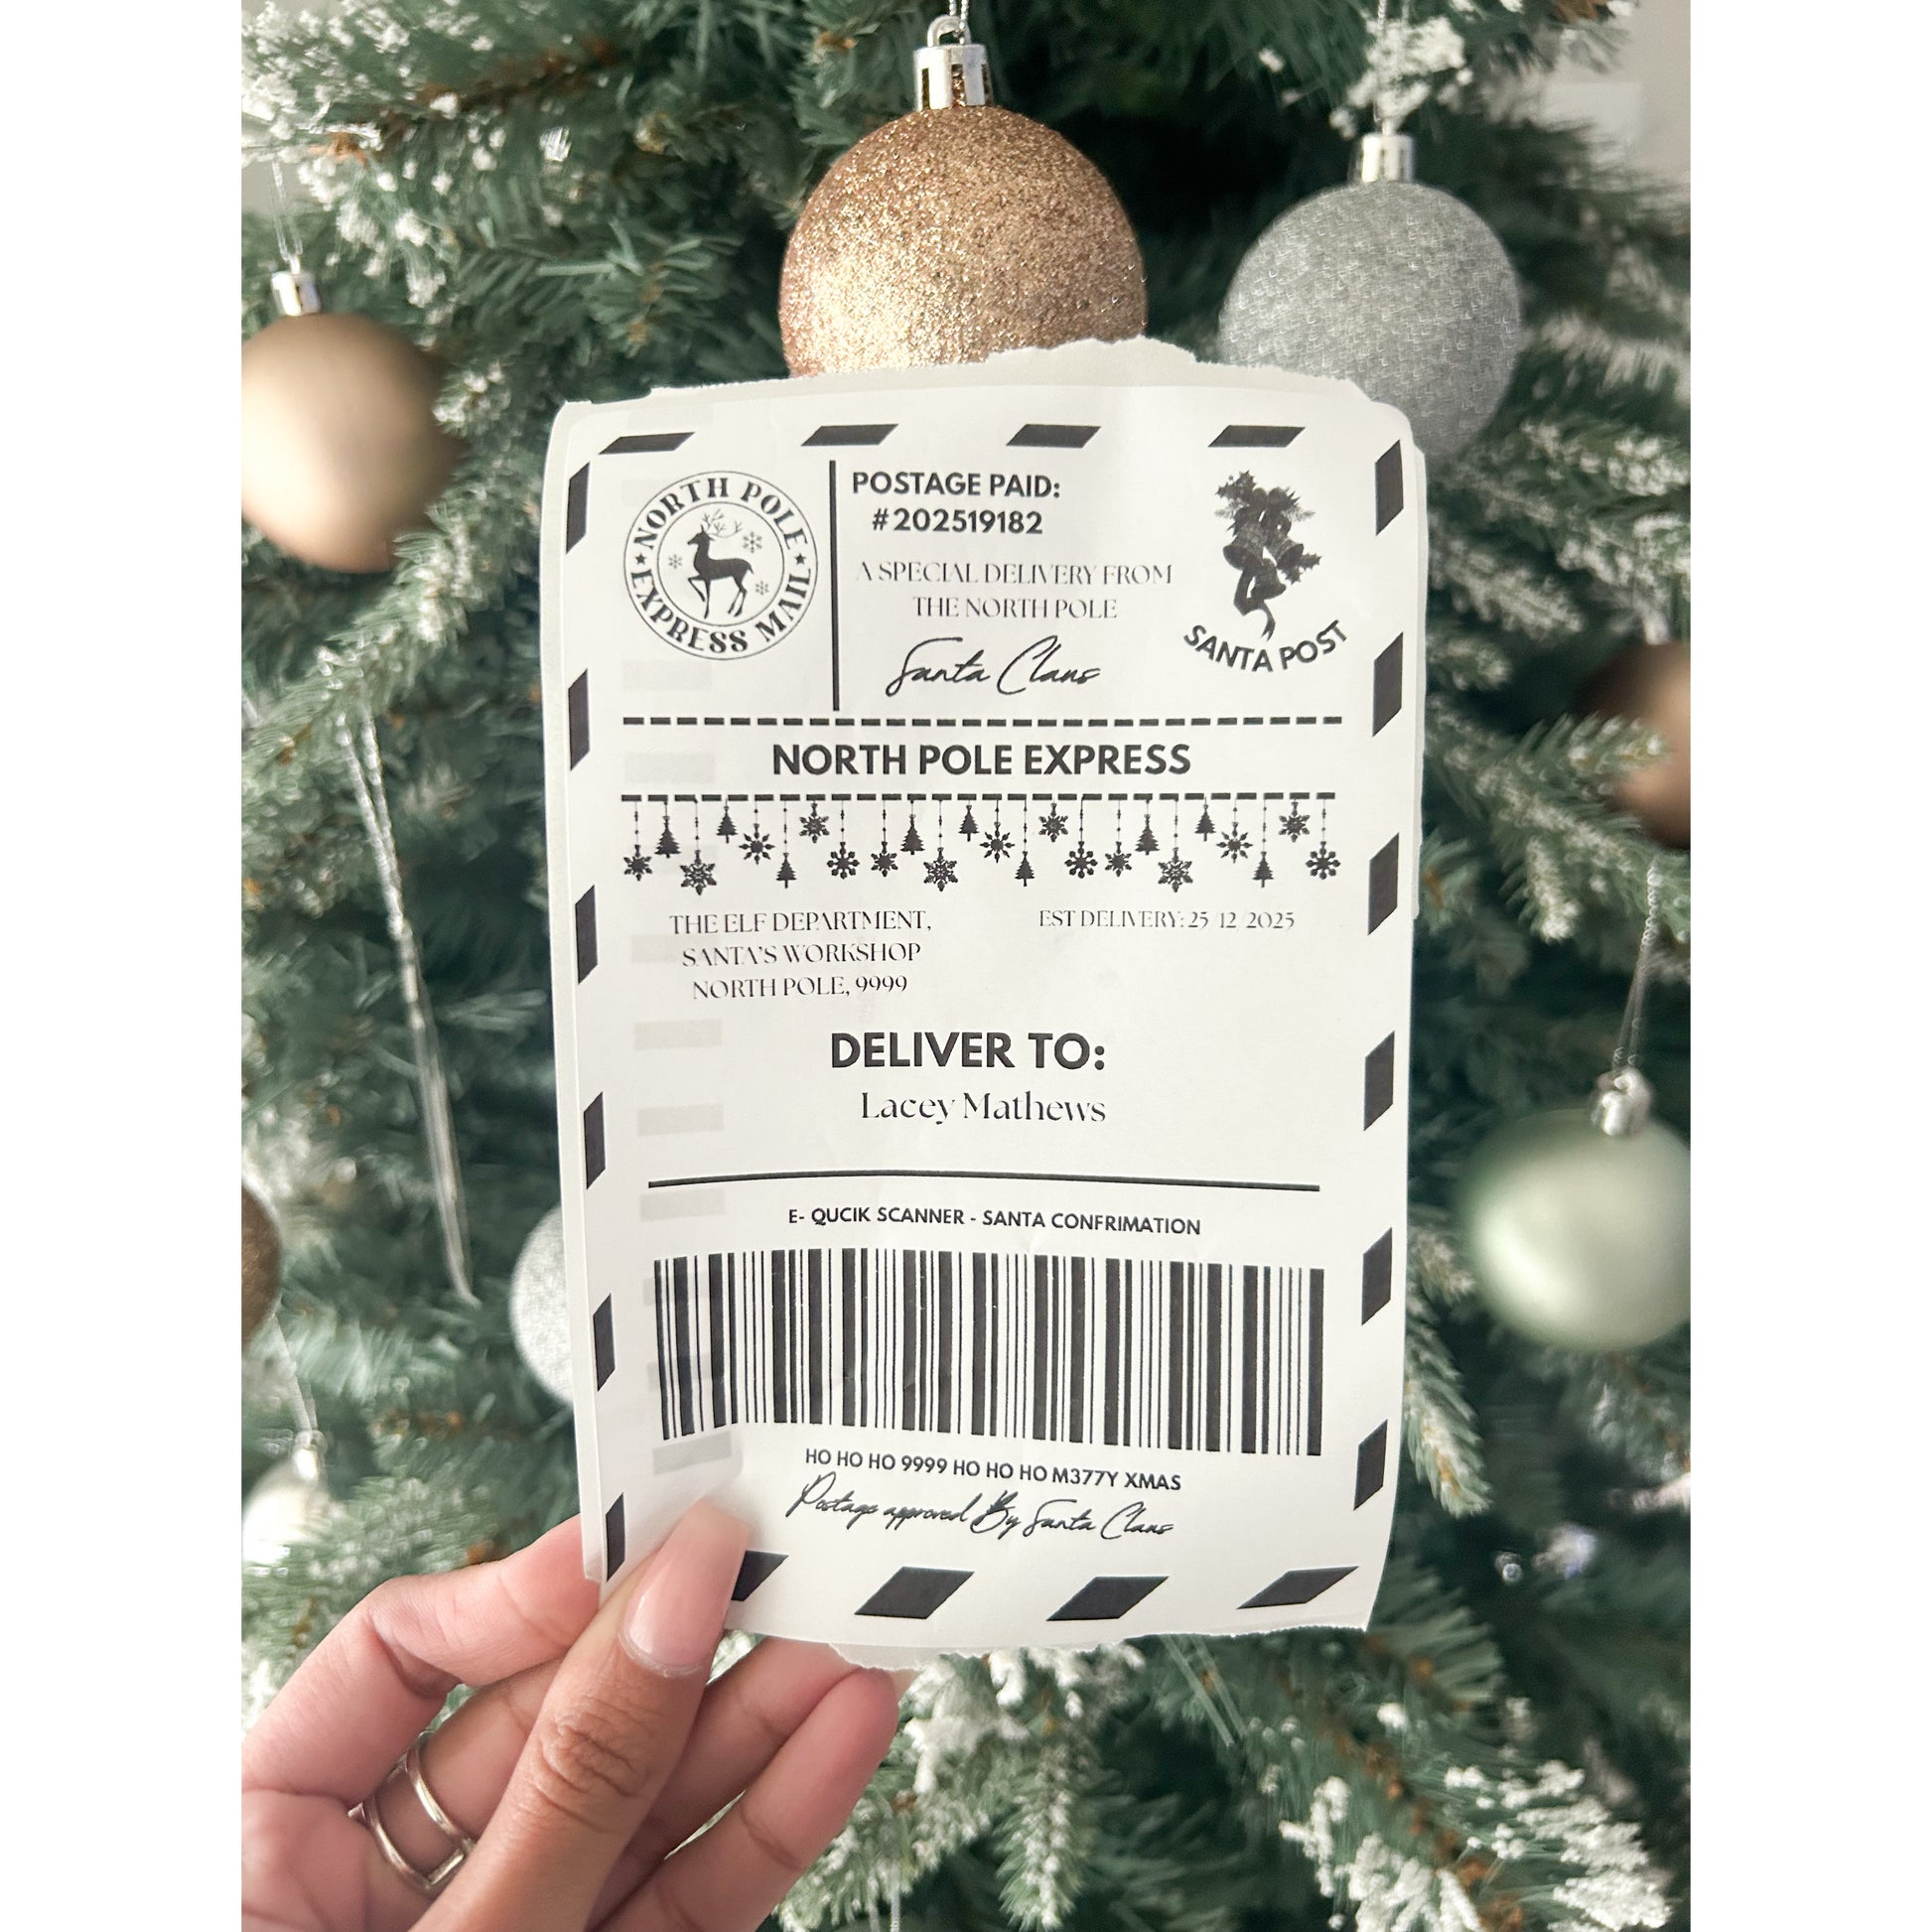 NORTH POLE
EXPRESS MAIL
POSTAGE PAID:
#202519182
A SPECIAL DELIVERY FROM
THE NORTH POLE
Santa Claus
SANTA POST
NORTH POLE EXPRESS
THE ELF DEPARTMENT,
SANTA'S WORKSHOP
NORTH POLE, 9999
EST DELIVERY: 25 12 2025
DELIVER TO:
Lacey Mathews
E- QUCIK SCANNER - SANTA CONFRIMATION
HO HO HO 9999 HO HO HO M377Y XMAS
Postage approved By Santa Claus